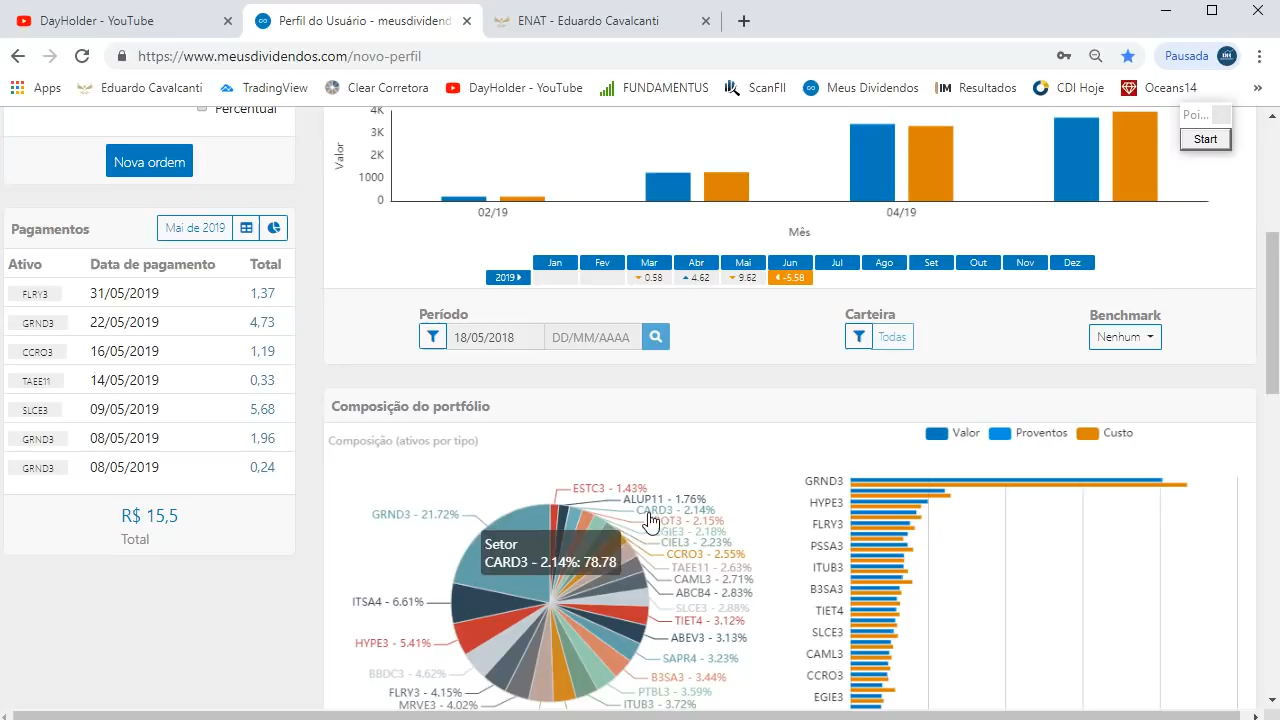 DayHolder - YouTube
Perfil do Usuário - meusdividend
ENAT - Eduardo Cavalcanti
https://www.meusdividendos.com/novo-perfil
Pausada
Apps
Eduardo Cavalcanti
TradingView
Clear Corretor
DayHolder - YouTube
FUNDAMENTUS
ScanFII
Meus Dividendos
Resultados
CDI Hoje
Oceans14
»
Percentual
Nova ordem
Pagamentos
Mai de 2019
Ativo Data de pagamento Total
FLRY3 31/05/2019 1,37
GRND3 22/05/2019 4,73
CCRO3 16/05/2019 1,19
TAEE11 14/05/2019 0,33
SLCE3 09/05/2019 5,68
GRND3 08/05/2019 1,96
GRND3 08/05/2019 0,24
R$ 15,5
Total
Poi...
Start
Valor
4K
3K
2K
1000
0
02/19 04/19
Mês
Jan Fev Mar Abr Mai Jun Jul Ago Set Out Nov Dez
2019 0.58 4.62 9.62 -5.58
Período
18/05/2018 DD/MM/AAAA
Carteira
Todas
Benchmark
Nenhum
Composição do portfólio
Composição (ativos por tipo)
Valor Proventos Custo
ESTC3 - 1.43%
ALUP11 - 1.76%
CARD3 - 2.14%
OT3 - 2.15%
GIE3 - 2.18%
CIEL3 - 2.23%
CCRO3 - 2.55%
TAEE11 - 2.63%
CAML3 - 2.71%
ABCB4 - 2.83%
SLCE3 - 2.88%
TIET4 - 3.12%
ABEV3 - 3.13%
SAPR4 - 3.23%
B3SA3 - 3.44%
PTBL3 - 3.59%
ITUB3 - 3.72%
GRND3 - 21.72%
ITSA4 - 6.61%
HYPE3 - 5.41%
BBDC3 - 4.62%
FLRY3 - 4.15%
MRVE3 - 4.02%
Setor
CARD3 - 2.14%: 78.78
GRND3
HYPE3
FLRY3
PSSA3
ITUB3
B3SA3
TIET4
SLCE3
CAML3
CCRO3
EGIE3